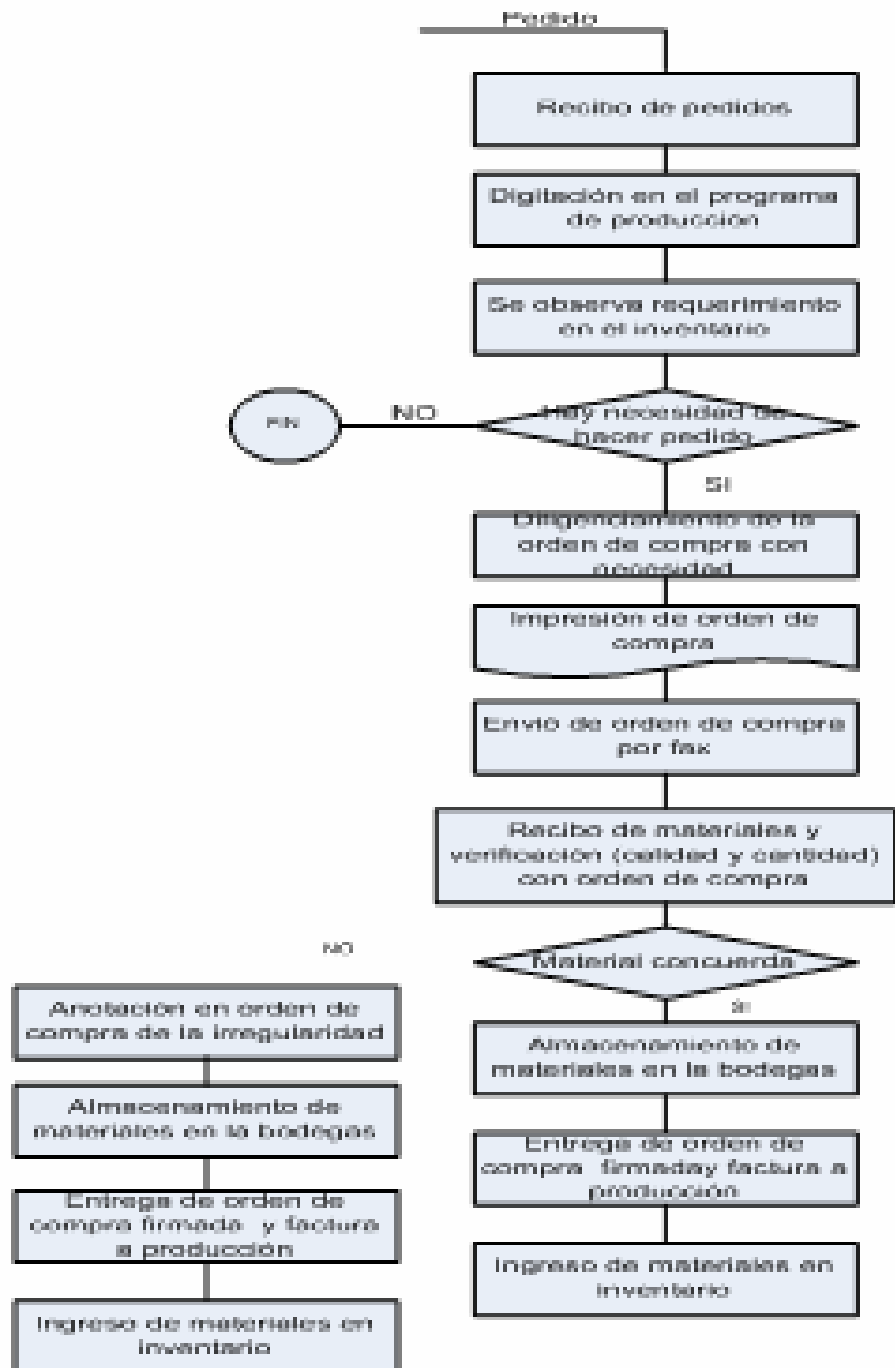 Pedido
Recibo de pedidos
Digitación en el programa
de producción
Se observa requerimiento
en el inventario
Hay necesidad de
hacer pedido
NO
FIN
SI
Diligenciamiento de la
orden de compra con
necesidad
Impresión de orden de
compra
Envío de orden de compra
por fax
Recibo de materiales y
verificación (calidad y cantidad)
con orden de compra
Material concuerda
NO
SI
Anotación en orden de
compra de la irregularidad
Almacenamiento de
materiales en la bodegas
Entrega de orden de
compra firmada y factura
a producción
Ingreso de materiales en
inventario
Almacenamiento de
materiales en la bodegas
Entrega de orden de
compra firmaday factura a
producción
Ingreso de materiales en
inventario